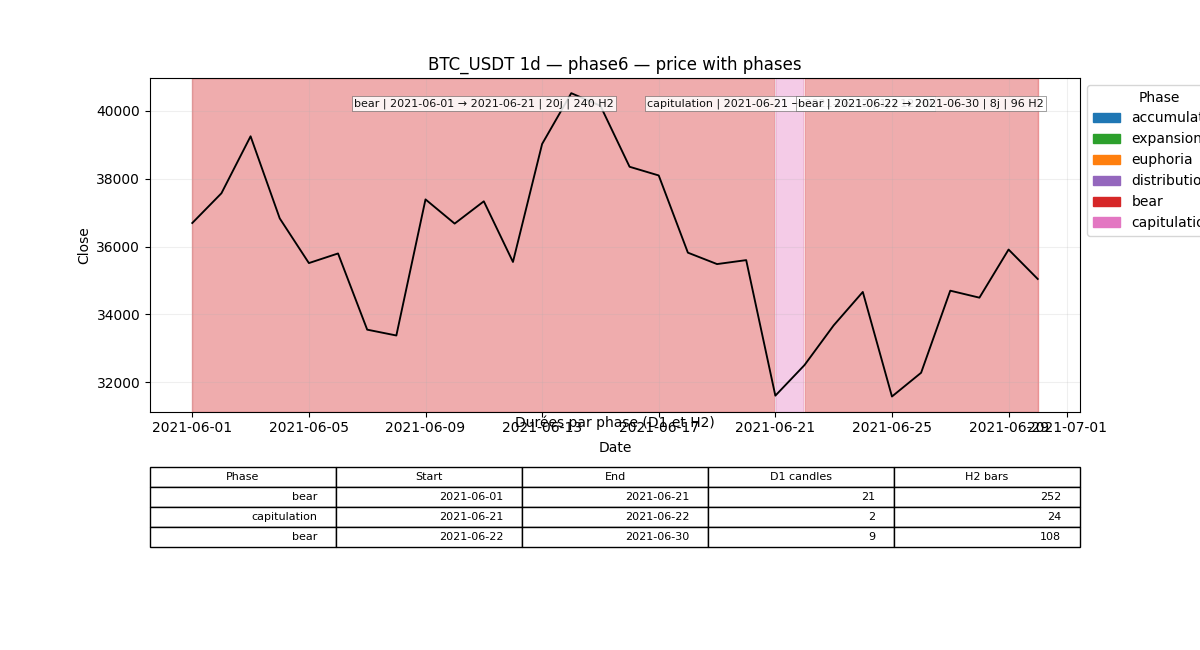 BTC_USDT 1d — phase6 — price with phases
bear | 2021-06-01 → 2021-06-21 | 20j / 240 H2
capitulation | 2021-06-21
bear | 2021-06-22 → 2021-06-30 | 8j | 96 H2
40000
38000
36000
34000
32000
Close
Phase
accumulat
expansion
euphoria
distributio
bear
capitulatio
2021-06-01
2021-06-05
2021-06-09
2021-06-13
2021-06-17
2021-06-21
2021-06-25
2021-06-29
2021-07-01
Durées par phase (D1 et H2)
Date
Phase Start End D1 candles H2 bars
bear 2021-06-01 2021-06-21 21 252
capitulation 2021-06-21 2021-06-22 2 24
bear 2021-06-22 2021-06-30 9 108